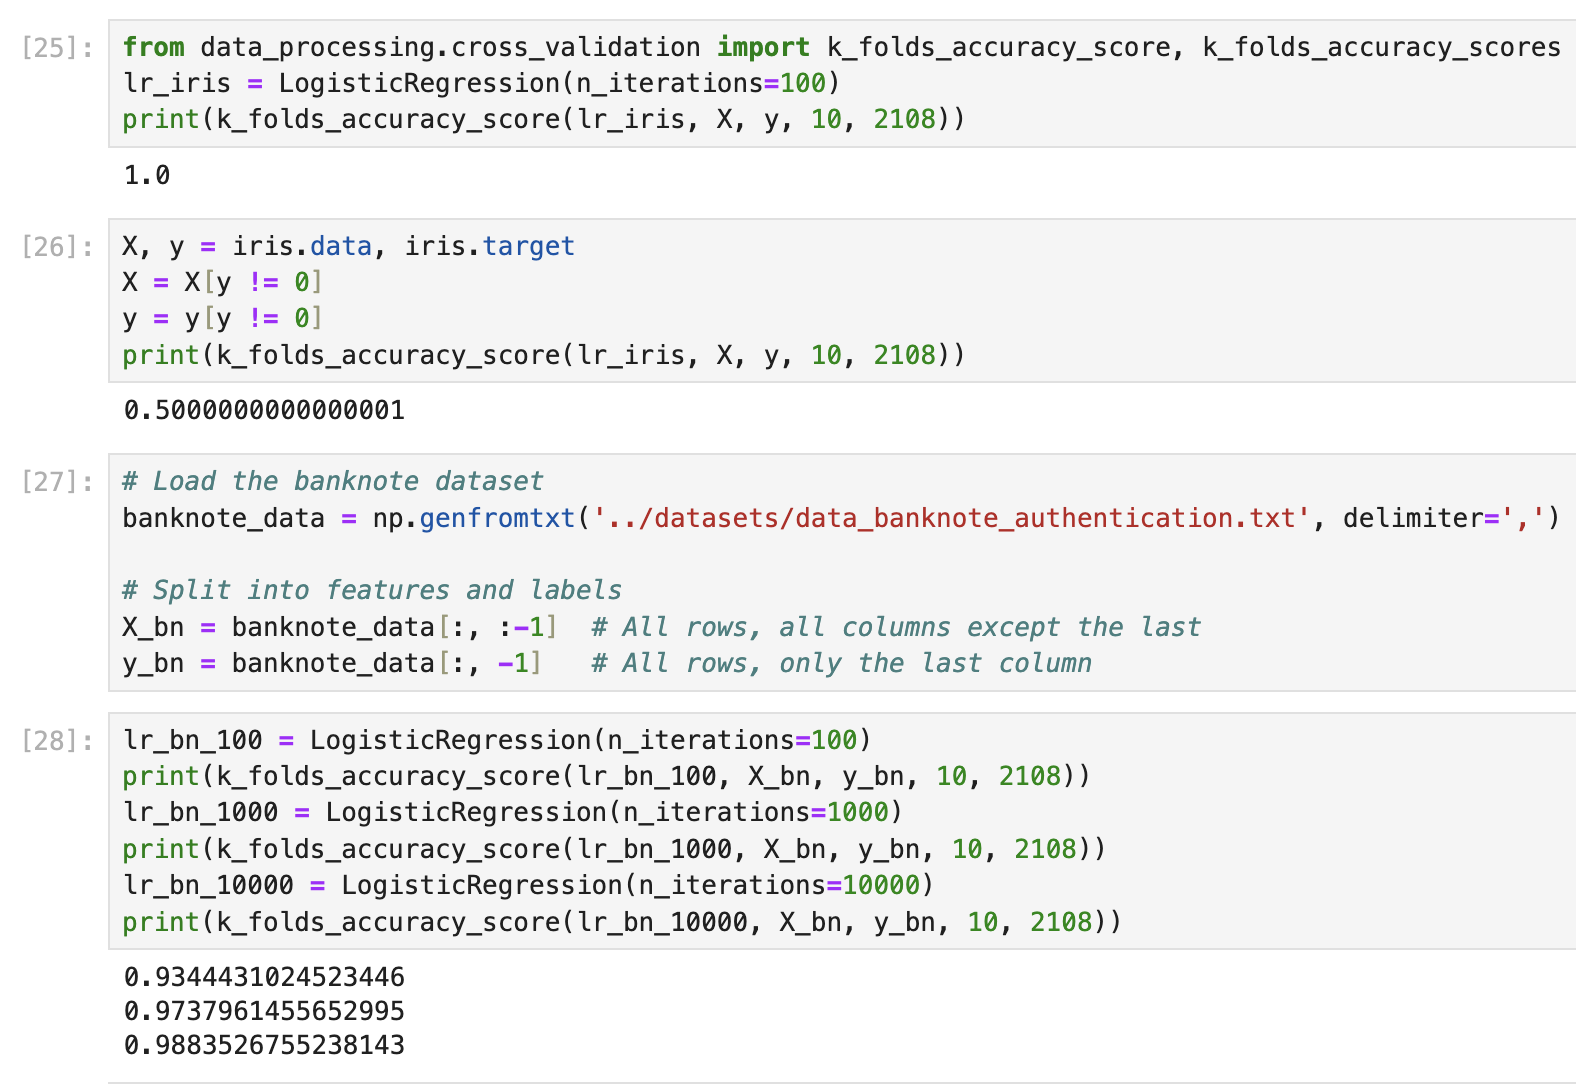 [25]:
from data_processing.cross_validation import k_folds_accuracy_score, k_folds_accuracy_scores
lr_iris = LogisticRegression(n_iterations=100)
print(k_folds_accuracy_score(lr_iris, X, y, 10, 2108))
1.0
[26]:
X, y = iris.data, iris.target
X = X[y != 0]
y = y[y != 0]
print(k_folds_accuracy_score(lr_iris, X, y, 10, 2108))
0.5000000000000001
[27]:
# Load the banknote dataset
banknote_data = np.genfromtxt('../datasets/data_banknote_authentication.txt', delimiter=',')
# Split into features and labels
X_bn = banknote_data[:, :-1]  # All rows, all columns except the last
y_bn = banknote_data[:, -1]   # All rows, only the last column
[28]:
lr_bn_100 = LogisticRegression(n_iterations=100)
print(k_folds_accuracy_score(lr_bn_100, X_bn, y_bn, 10, 2108))
lr_bn_1000 = LogisticRegression(n_iterations=1000)
print(k_folds_accuracy_score(lr_bn_1000, X_bn, y_bn, 10, 2108))
lr_bn_10000 = LogisticRegression(n_iterations=10000)
print(k_folds_accuracy_score(lr_bn_10000, X_bn, y_bn, 10, 2108))
0.9344431024523446
0.9737961455652995
0.9883526755238143